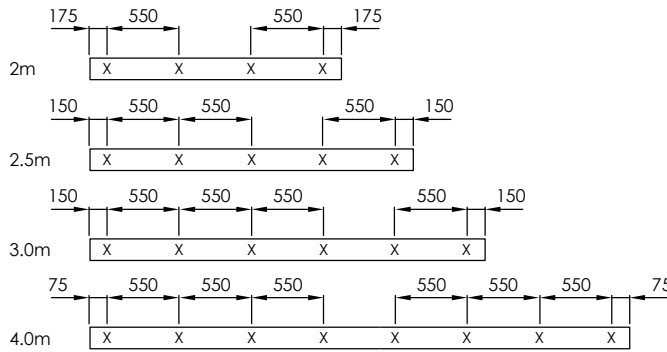 175 550 550 175
2m X X X X
150 550 550 550 150
2.5m X X X X X
150 550 550 550 550 150
3.0m X X X X X X
75 550 550 550 550 550 550 75
4.0m X X X X X X X X